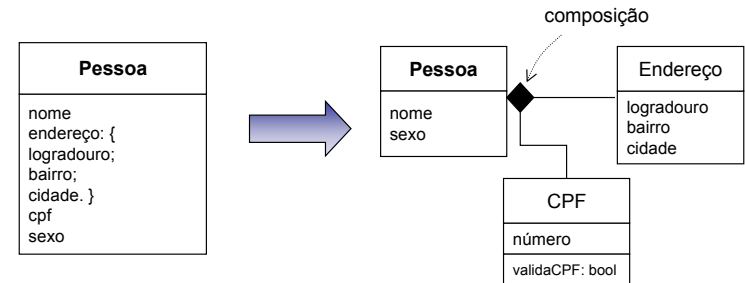 composição
Pessoa
nome
endereço: {
logradouro;
bairro;
cidade. }
cpf
sexo
Pessoa
nome
sexo
Endereço
logradouro
bairro
cidade
CPF
número
validaCPF: bool